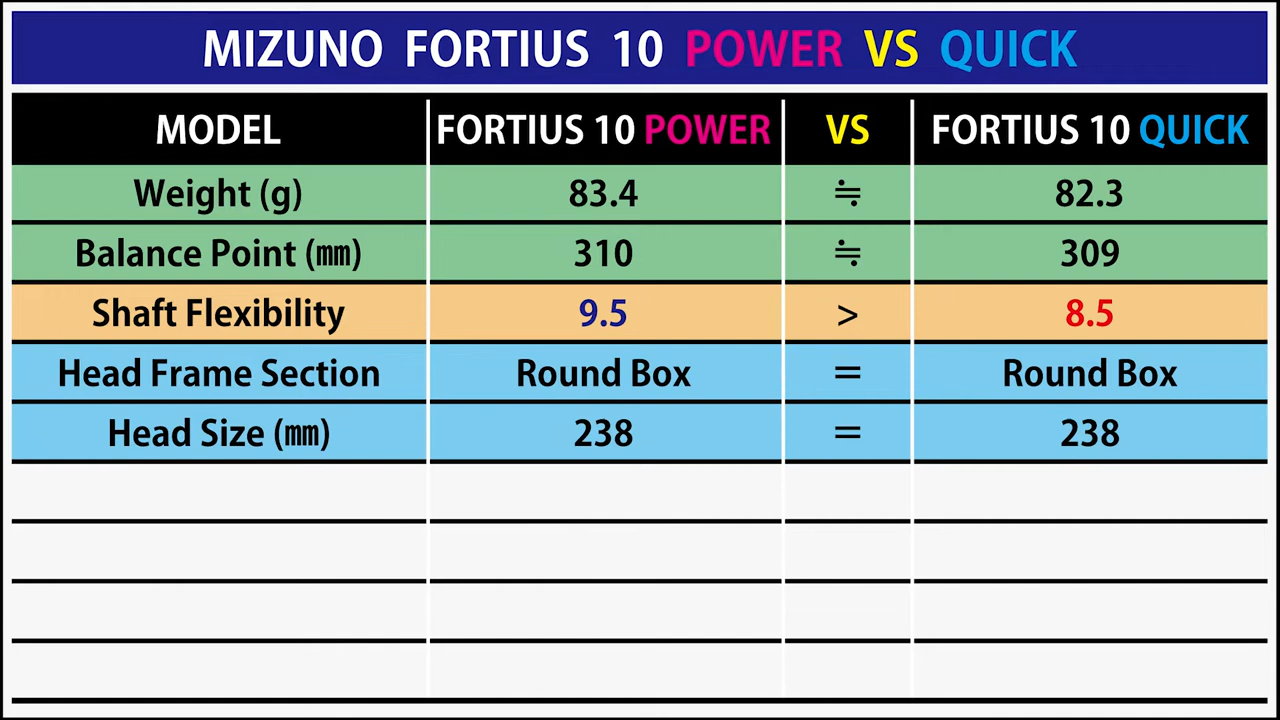 MIZUNO FORTIUS 10 POWER VS QUICK
MODEL FORTIUS 10 POWER VS FORTIUS 10 QUICK
Weight (g) 83.4 ≒ 82.3
Balance Point (㎜) 310 ≒ 309
Shaft Flexibility 9.5 > 8.5
Head Frame Section Round Box = Round Box
Head Size (㎜) 238 = 238